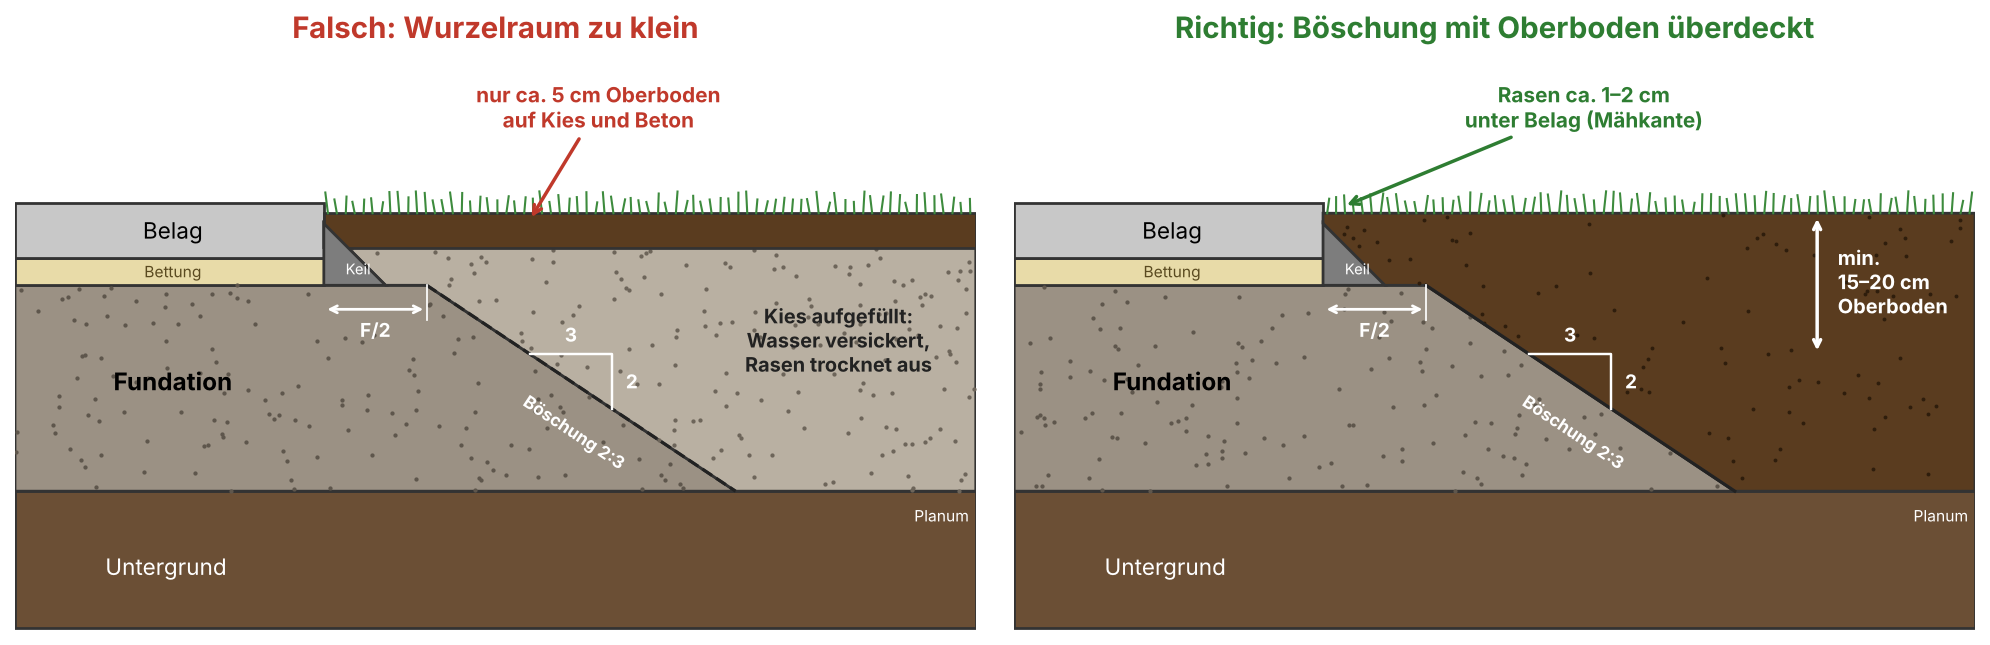 Falsch: Wurzelraum zu klein
nur ca. 5 cm Oberboden
auf Kies und Beton
Belag
Bettung
Keil
F/2
3
2
Kies aufgefüllt:
Wasser versickert,
Rasen trocknet aus
Fundation
Böschung 2:3
Planum
Untergrund
Richtig: Böschung mit Oberboden überdeckt
Rasen ca. 1–2 cm
unter Belag (Mähkante)
Belag
Bettung
Keil
min.
15–20 cm
Oberboden
F/2
3
2
Fundation
Böschung 2:3
Planum
Untergrund